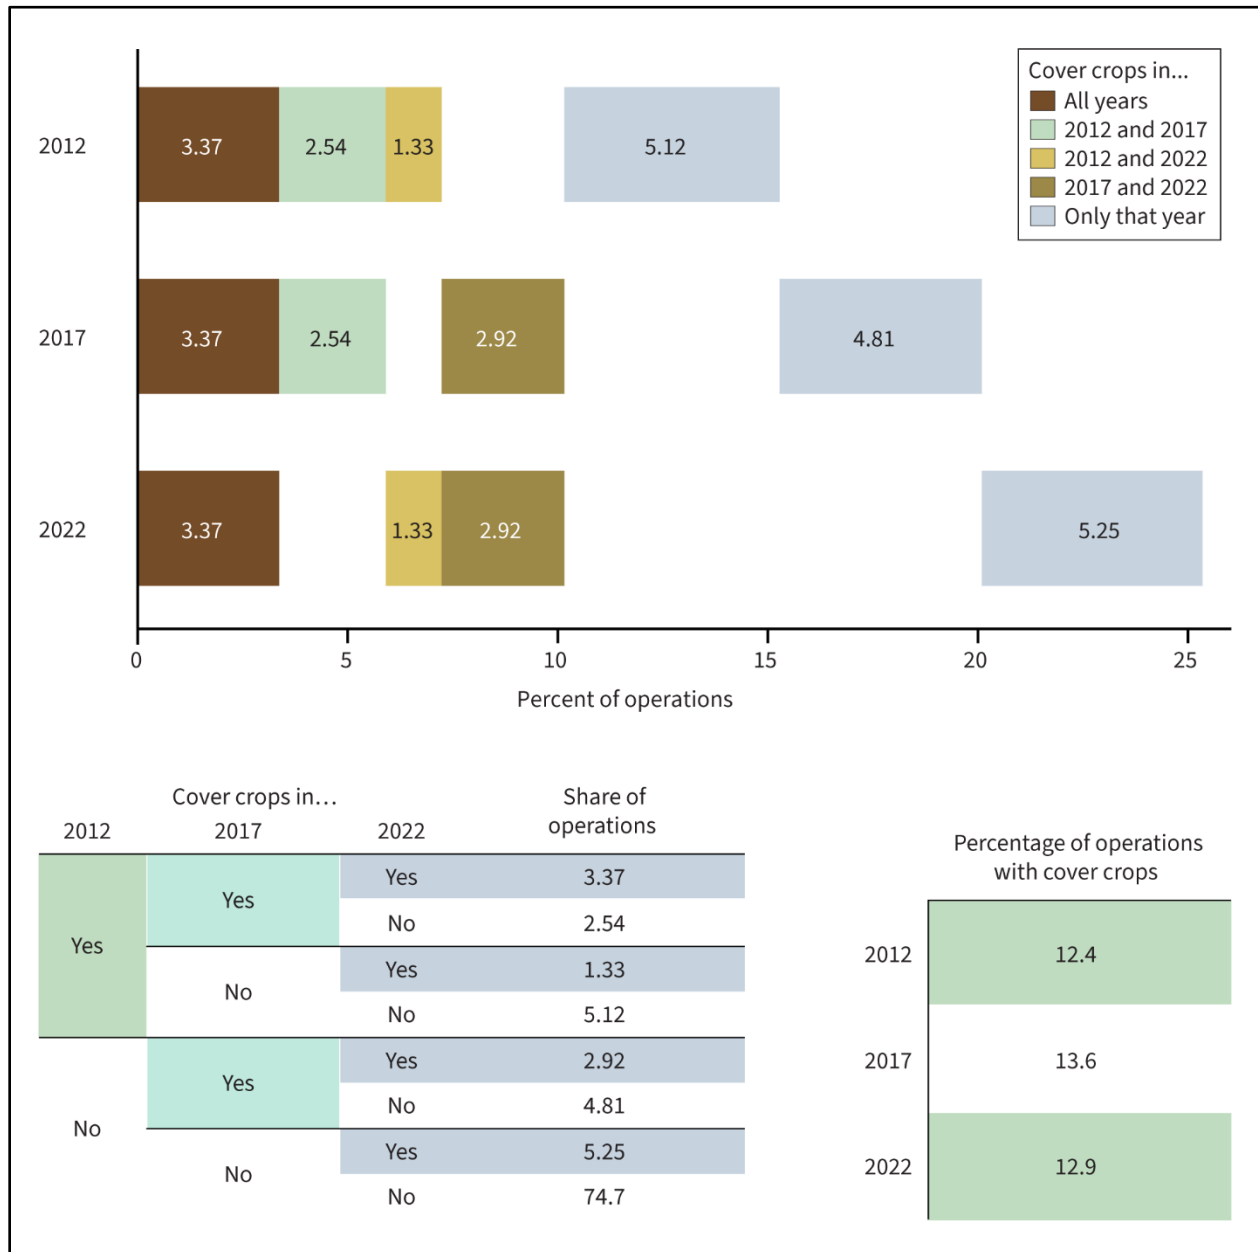 Cover crops in...
All years
2012 and 2017
2012 and 2022
2017 and 2022
Only that year
2012
3.37
2.54
1.33
5.12
2017
3.37
2.54
2.92
4.81
2022
3.37
1.33
2.92
5.25
0
5
10
15
20
25
Percent of operations
Cover crops in…
2012
2017
2022
Share of
operations
Yes
Yes
Yes
3.37
No
2.54
No
Yes
1.33
No
5.12
No
Yes
Yes
2.92
No
4.81
No
Yes
5.25
No
74.7
Percentage of operations
with cover crops
2012
12.4
2017
13.6
2022
12.9